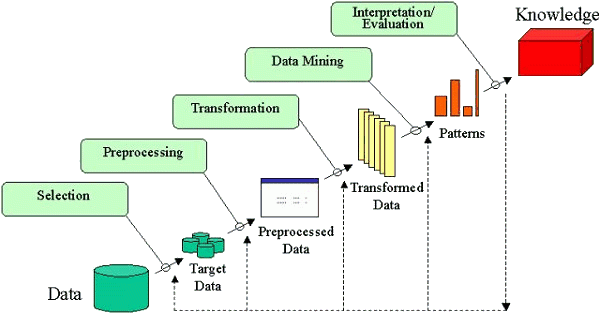 Interpretation/
Evaluation
Knowledge
Data Mining
Transformation
Patterns
Preprocessing
Transformed
Data
Selection
Preprocessed
Data
Target
Data
Data